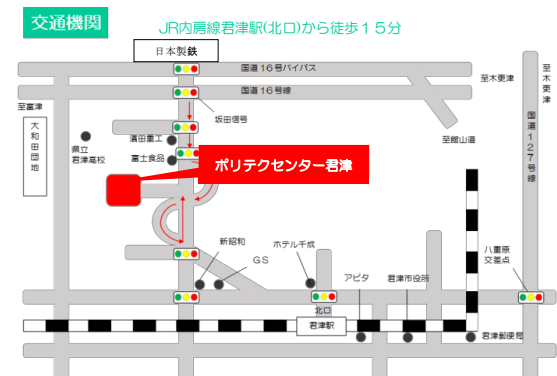 交通機関
JR内房線君津駅(北口)から徒歩１５分
日本製鉄
国道１６号バイパス
至木更津
至木更津
国道１６号線
至富津
坂田信号
大和田団地
国道１２７号線
濱田重工
県立
君津高校
富士食品
至館山道
ポリテクセンター君津
新昭和
ホテル千成
八重原
交差点
ＧＳ
アピタ
君津市役所
北口
君津駅
君津郵便局